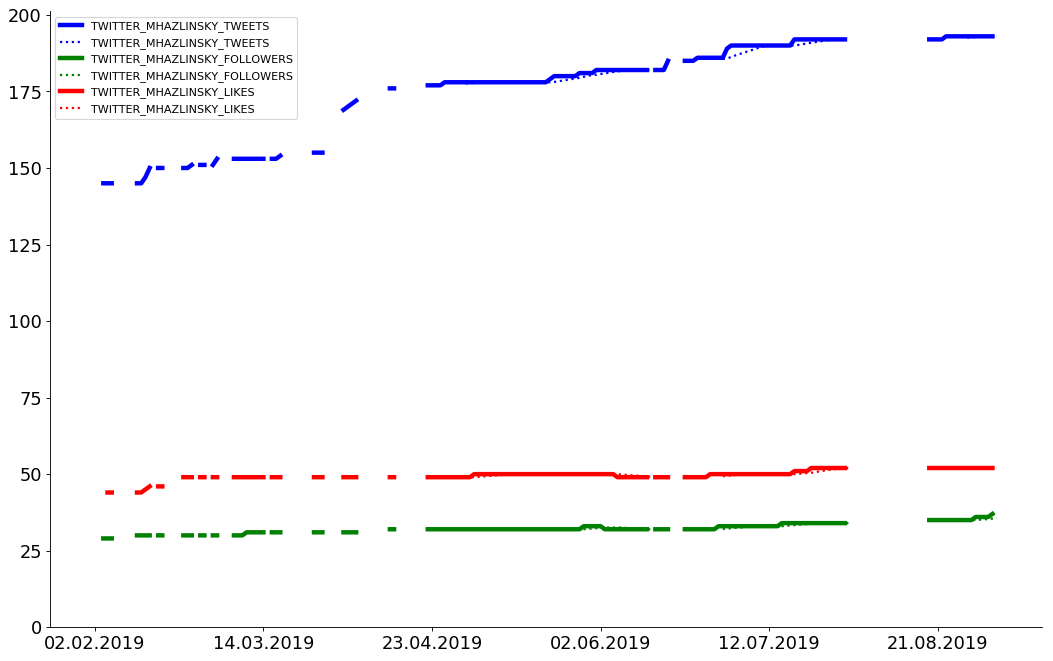 TWITTER_MHAZLINSKY_TWEETS
TWITTER_MHAZLINSKY_TWEETS
TWITTER_MHAZLINSKY_FOLLOWERS
TWITTER_MHAZLINSKY_FOLLOWERS
TWITTER_MHAZLINSKY_LIKES
TWITTER_MHAZLINSKY_LIKES
200
175
150
125
100
75
50
25
0
02.02.2019 14.03.2019 23.04.2019 02.06.2019 12.07.2019 21.08.2019